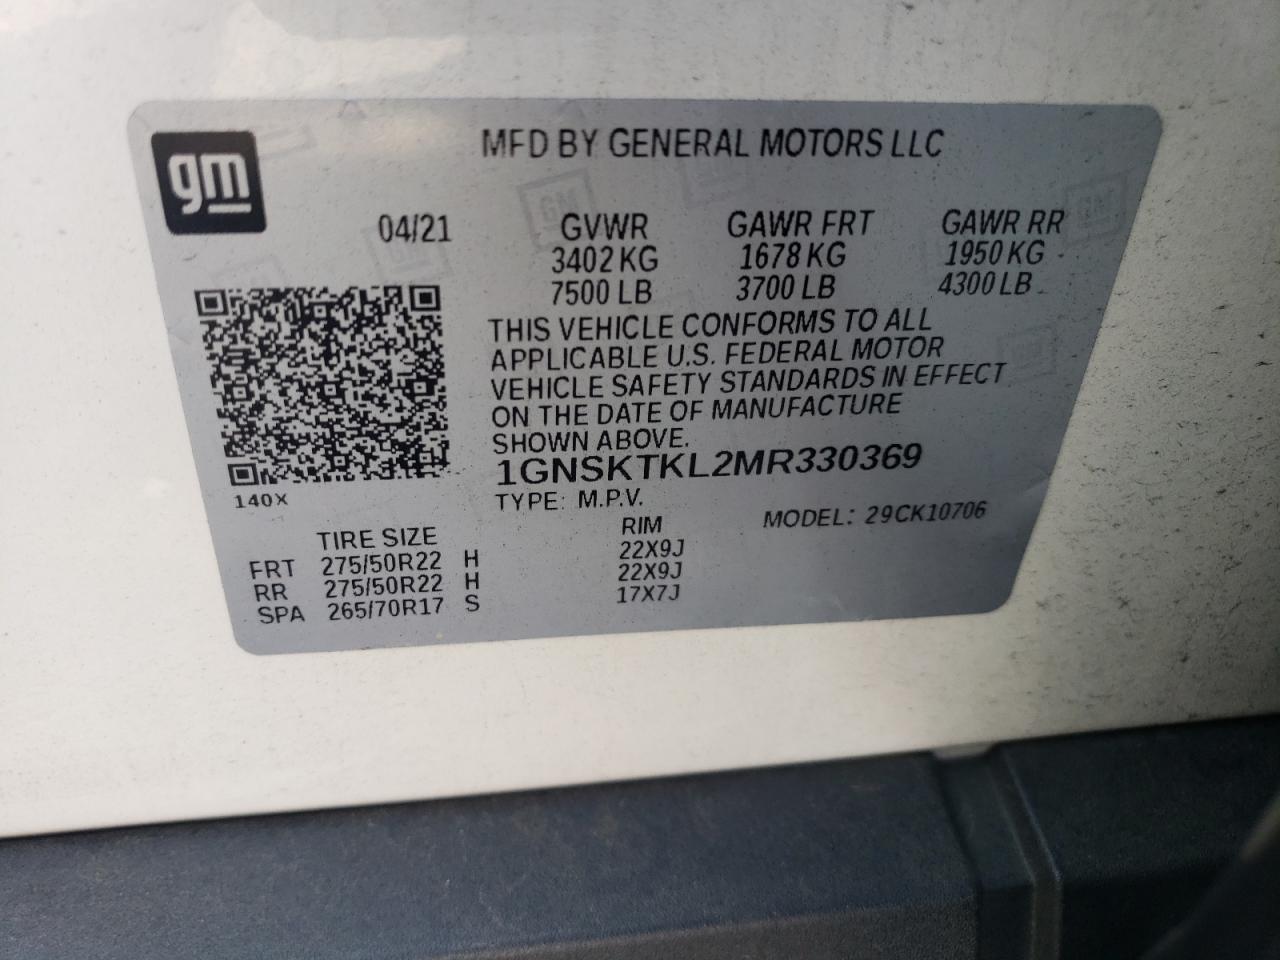 gm
MFD BY GENERAL MOTORS LLC
04/21 GVWR GAWR FRT GAWR RR
3402 KG 1678 KG 1950 KG
7500 LB 3700 LB 4300 LB
THIS VEHICLE CONFORMS TO ALL
APPLICABLE U.S. FEDERAL MOTOR
VEHICLE SAFETY STANDARDS IN EFFECT
ON THE DATE OF MANUFACTURE
SHOWN ABOVE.
1GNSKTKL2MR330369
140X
TYPE: M.P.V.
MODEL: 29CK10706
TIRE SIZE RIM
FRT 275/50R22 H 22X9J
RR 275/50R22 H 22X9J
SPA 265/70R17 S 17X7J